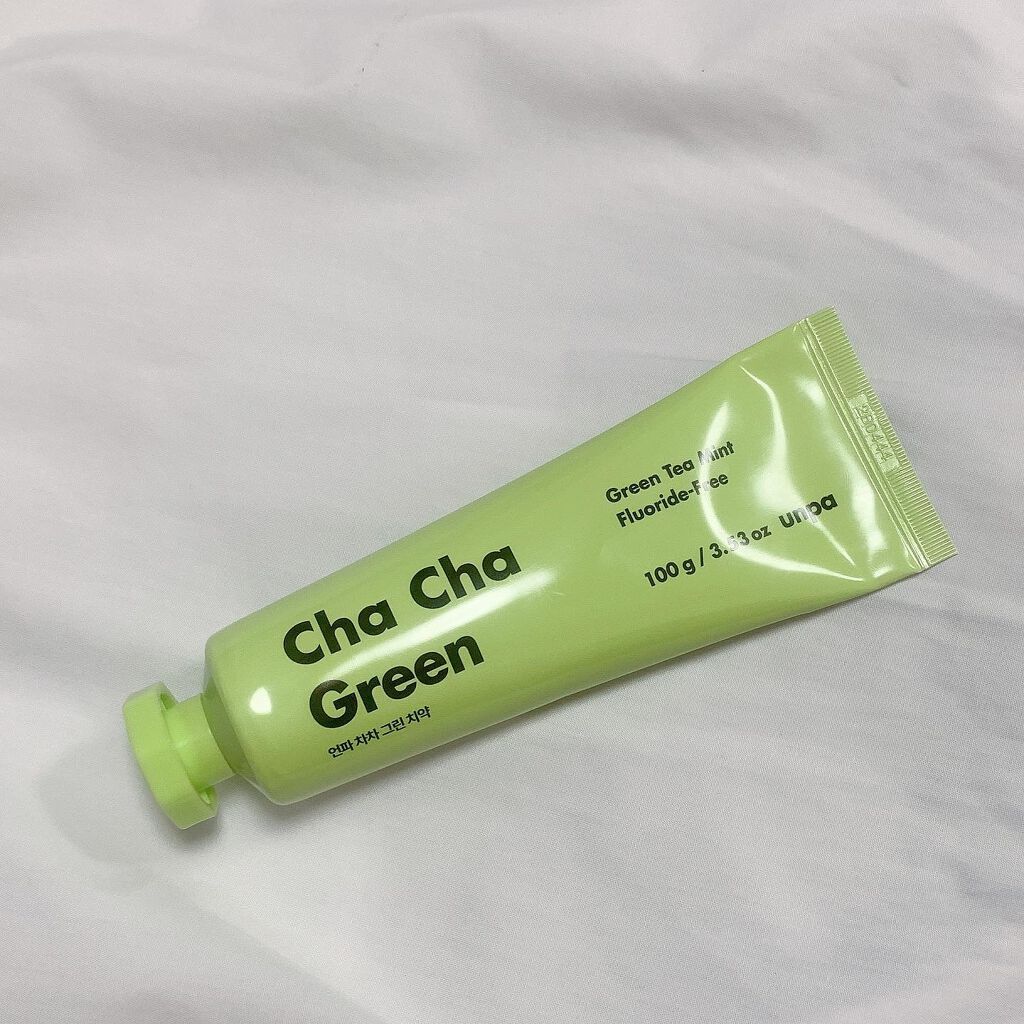 Cha Cha
Green
언파 차차 그린 치약
Green Tea Mint
Fluoride-Free
100 g / 3.53 oz unpa